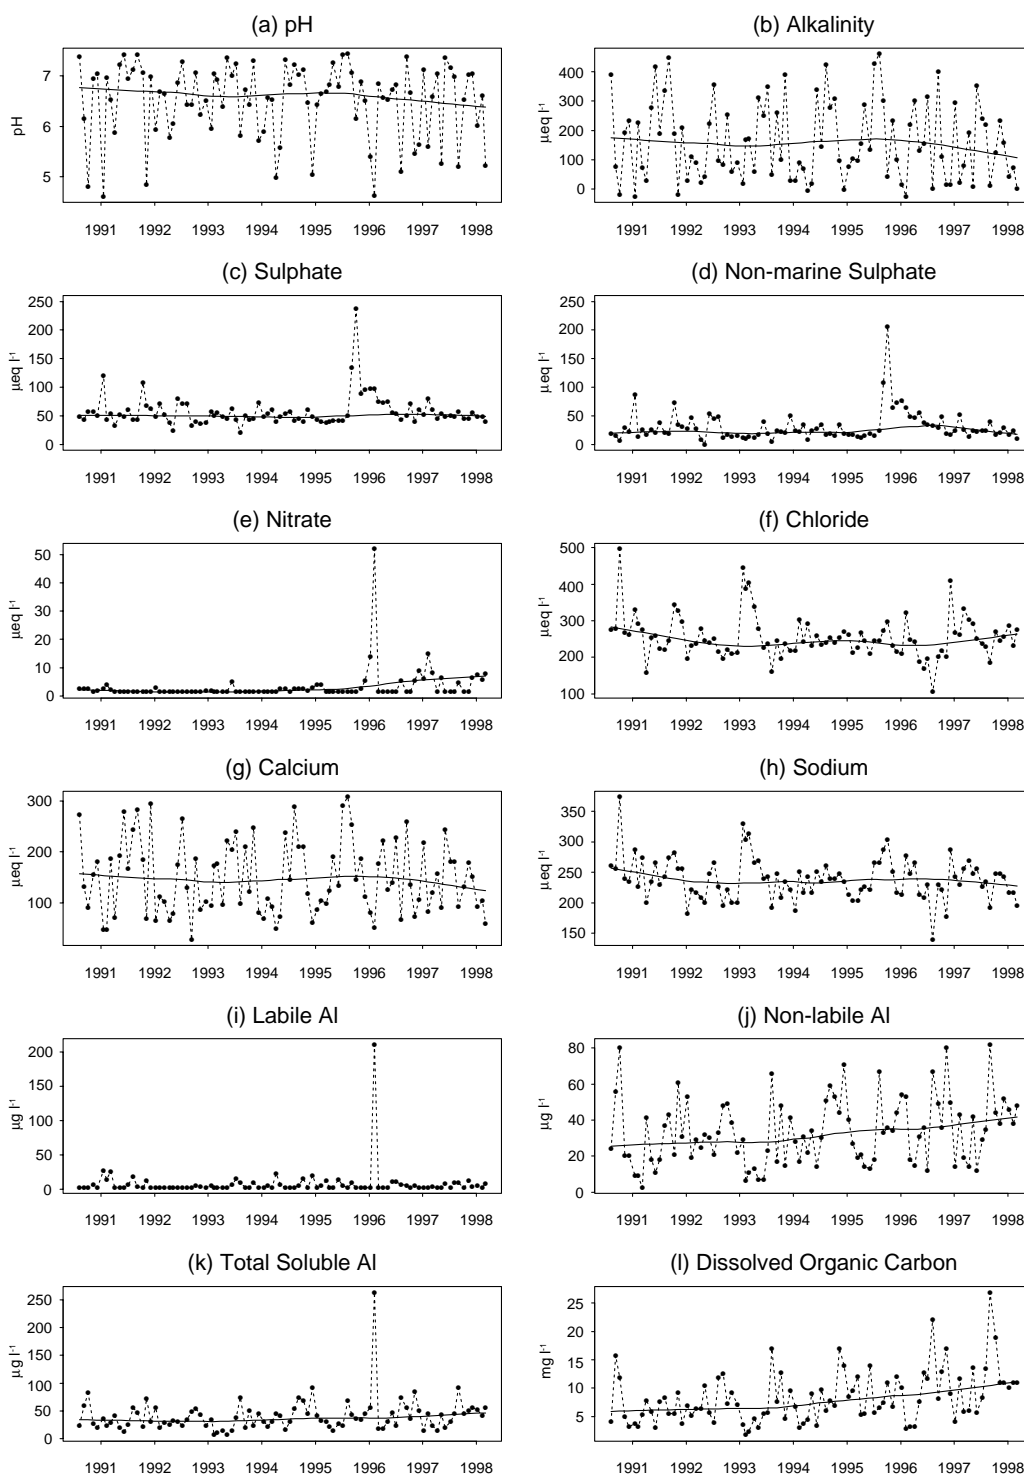 (a) pH
pH
7
6
5
1991 1992 1993 1994 1995 1996 1997 1998
(b) Alkalinity
µeq l-1
400
300
200
100
0
1991 1992 1993 1994 1995 1996 1997 1998
(c) Sulphate
µeq l-1
250
200
150
100
50
0
1991 1992 1993 1994 1995 1996 1997 1998
(d) Non-marine Sulphate
µeq l-1
250
200
150
100
50
0
1991 1992 1993 1994 1995 1996 1997 1998
(e) Nitrate
µeq l-1
50
40
30
20
10
0
1991 1992 1993 1994 1995 1996 1997 1998
(f) Chloride
µeq l-1
500
400
300
200
100
1991 1992 1993 1994 1995 1996 1997 1998
(g) Calcium
µeq l-1
300
200
100
1991 1992 1993 1994 1995 1996 1997 1998
(h) Sodium
µeq l-1
350
300
250
200
150
1991 1992 1993 1994 1995 1996 1997 1998
(i) Labile Al
µg l-1
200
150
100
50
0
1991 1992 1993 1994 1995 1996 1997 1998
(j) Non-labile Al
µg l-1
80
60
40
20
0
1991 1992 1993 1994 1995 1996 1997 1998
(k) Total Soluble Al
µg l-1
250
200
150
100
50
0
1991 1992 1993 1994 1995 1996 1997 1998
(l) Dissolved Organic Carbon
mg l-1
25
20
15
10
5
1991 1992 1993 1994 1995 1996 1997 1998